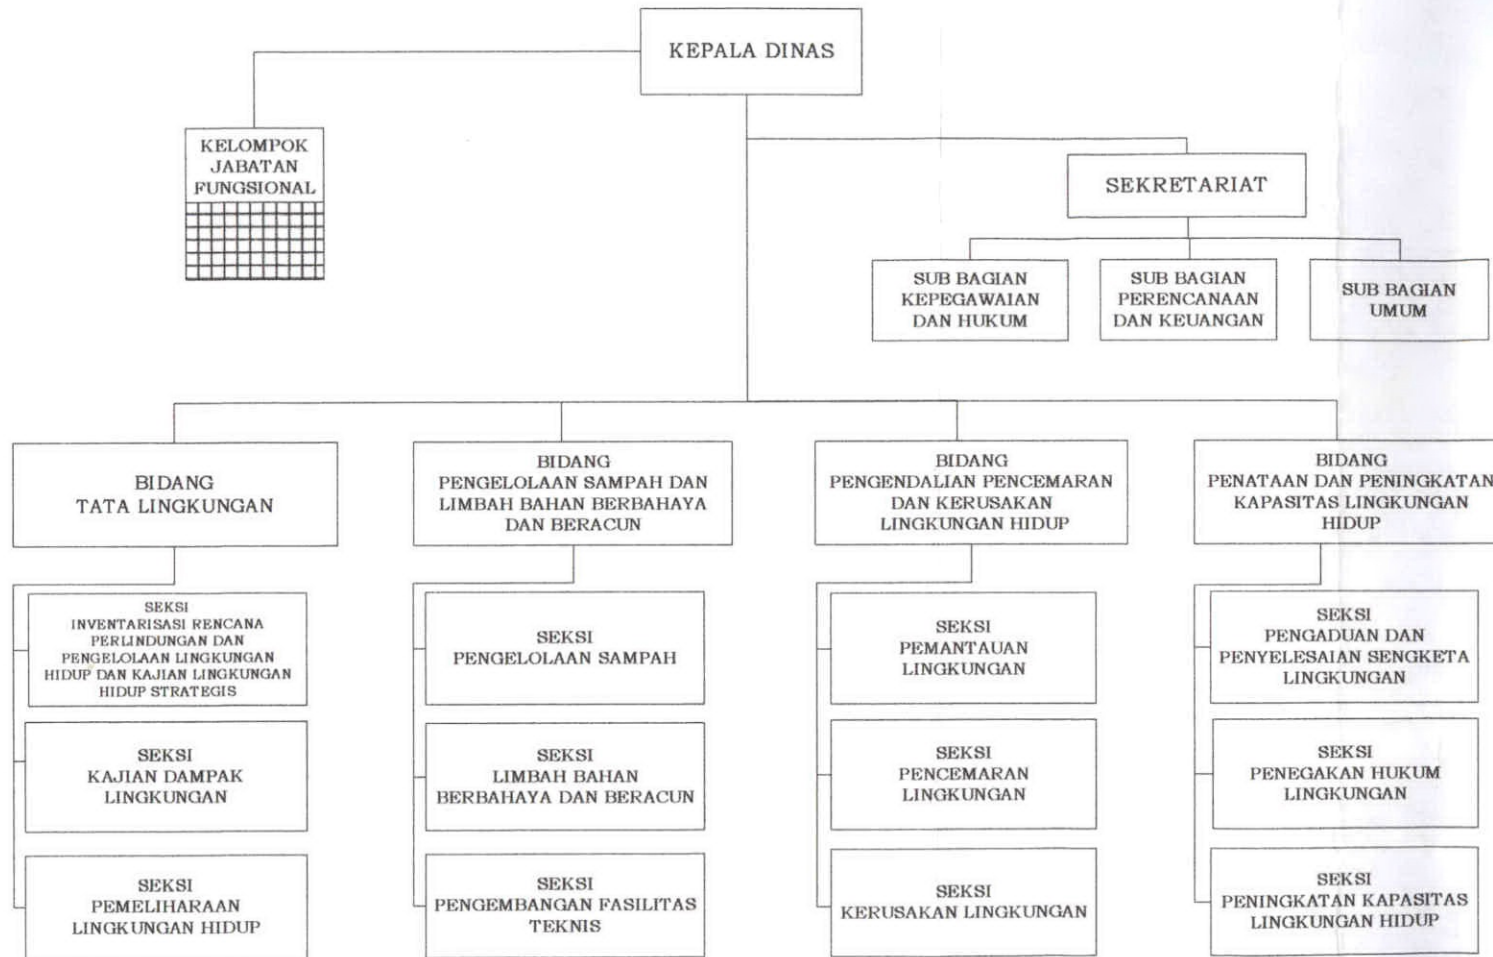 KEPALA DINAS
KELOMPOK
JABATAN
FUNGSIONAL
SEKRETARIAT
SUB BAGIAN
KEPEGAWAIAN
DAN HUKUM
SUB BAGIAN
PERENCANAAN
DAN KEUANGAN
SUB BAGIAN
UMUM
BIDANG
TATA LINGKUNGAN
BIDANG
PENGELOLAAN SAMPAH DAN
LIMBAH BAHAN BERBAHAYA
DAN BERACUN
BIDANG
PENGENDALIAN PENCEMARAN
DAN KERUSAKAN
LINGKUNGAN HIDUP
BIDANG
PENATAAN DAN PENINGKATAN
KAPASITAS LINGKUNGAN
HIDUP
SEKSI
INVENTARISASI RENCANA
PERLINDUNGAN DAN
PENGELOLAAN LINGKUNGAN
HIDUP DAN KAJIAN LINGKUNGAN
HIDUP STRATEGIS
SEKSI
KAJIAN DAMPAK
LINGKUNGAN
SEKSI
PEMELIHARAAN
LINGKUNGAN HIDUP
SEKSI
PENGELOLAAN SAMPAH
SEKSI
LIMBAH BAHAN
BERBAHAYA DAN BERACUN
SEKSI
PENGEMBANGAN FASILITAS
TEKNIS
SEKSI
PEMANTAUAN
LINGKUNGAN
SEKSI
PENCEMARAN
LINGKUNGAN
SEKSI
KERUSAKAN LINGKUNGAN
SEKSI
PENGADUAN DAN
PENYELESAIAN SENGKETA
LINGKUNGAN
SEKSI
PENEGAKAN HUKUM
LINGKUNGAN
SEKSI
PENINGKATAN KAPASITAS
LINGKUNGAN HIDUP